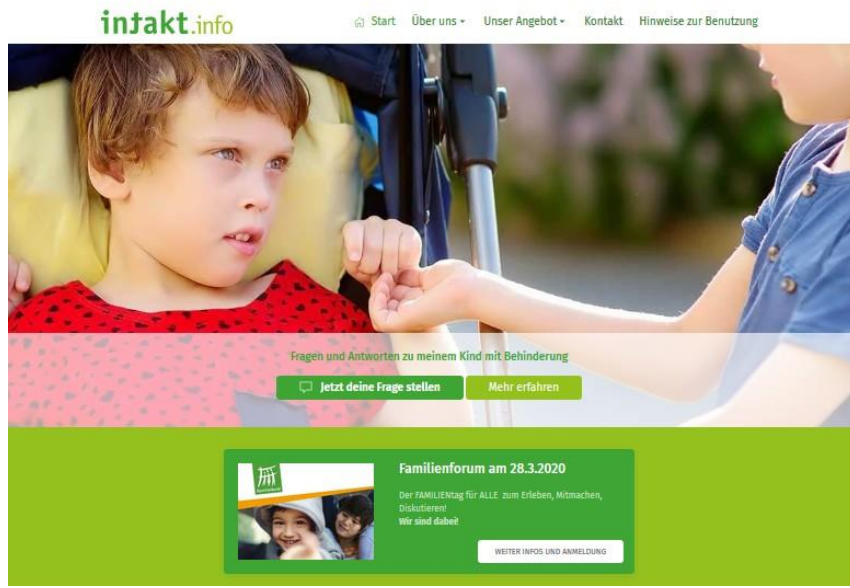 intakt.info
Start Über uns Unser Angebot Kontakt Hinweise zur Benutzung
Fragen und Antworten zu meinem Kind mit Behinderung
Jetzt deine Frage stellen Mehr erfahren
Familienforum am 28.3.2020
Der FAMILIENtag für ALLE zum Erleben, Mitmachen,
Diskutieren!
Wir sind dabei!
WEITER INFOS UND ANMELDUNG